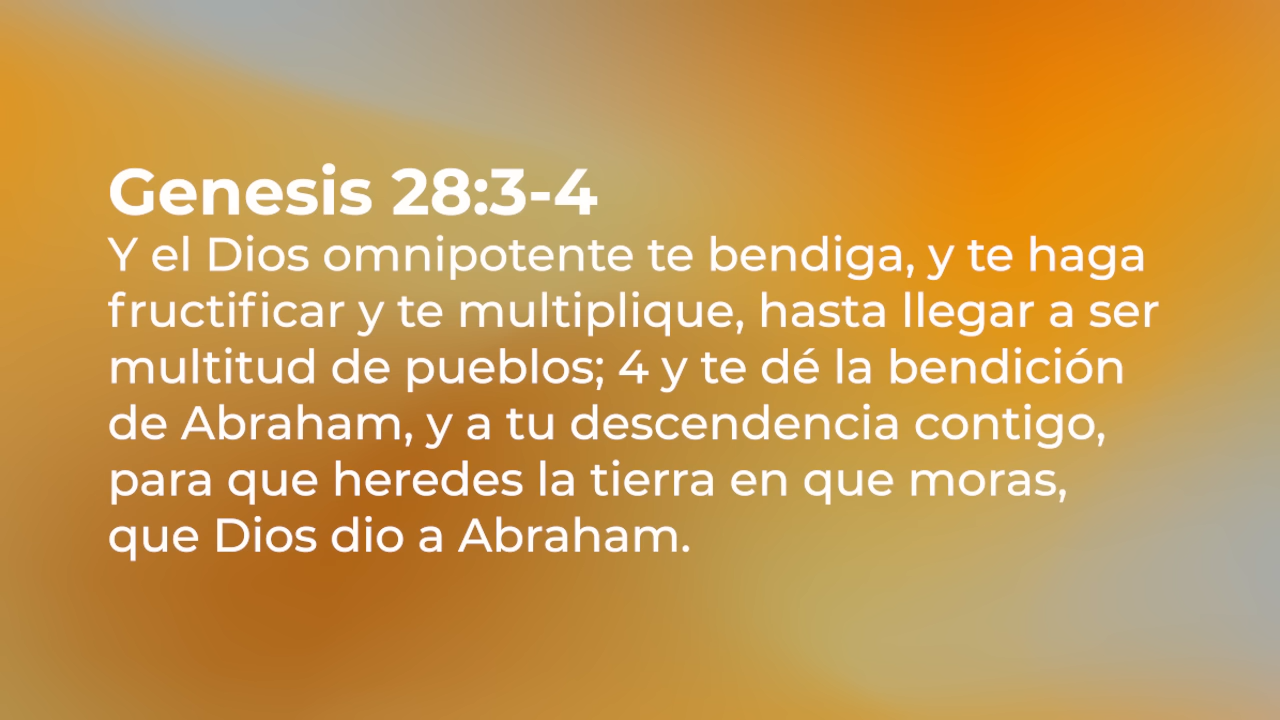 Genesis 28:3-4
Y el Dios omnipotente te bendiga, y te haga
fructificar y te multiplique, hasta llegar a ser
multitud de pueblos; 4 y te dé la bendición
de Abraham, y a tu descendencia contigo,
para que heredes la tierra en que moras,
que Dios dio a Abraham.